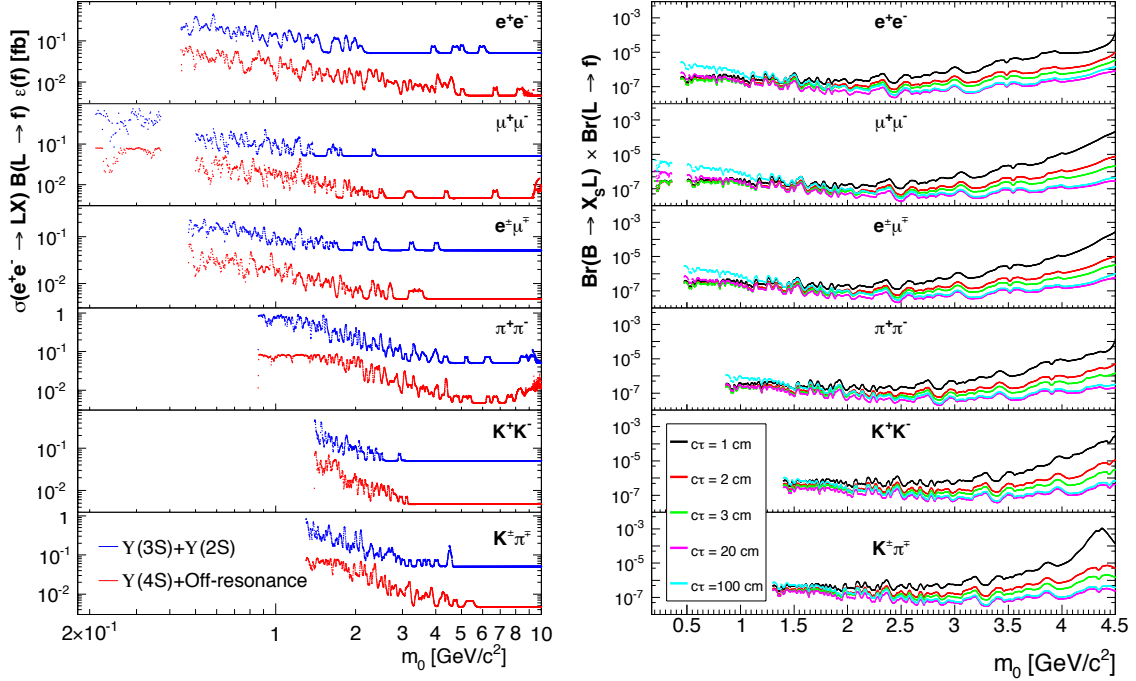 σ(e⁺e⁻ → LX) B(L → f) ε(f) [fb]
10⁻¹
10⁻²
e⁺e⁻
10⁻¹
10⁻²
μ⁺μ⁻
10⁻¹
10⁻²
e±μ∓
1
10⁻¹
10⁻²
π⁺π⁻
10⁻¹
10⁻²
K⁺K⁻
1
10⁻¹
10⁻²
K±π∓
ϒ(3S)+ϒ(2S)
ϒ(4S)+Off-resonance
2×10⁻¹ 1 2 3 4 5 6 7 8 10
m₀ [GeV/c²]
Br(B → XₛL) × Br(L → f)
10⁻³
10⁻⁵
10⁻⁷
e⁺e⁻
10⁻³
10⁻⁵
10⁻⁷
μ⁺μ⁻
10⁻³
10⁻⁵
10⁻⁷
e±μ∓
10⁻³
10⁻⁵
10⁻⁷
π⁺π⁻
10⁻³
10⁻⁵
10⁻⁷
K⁺K⁻
10⁻³
10⁻⁵
10⁻⁷
K±π∓
cτ = 1 cm
cτ = 2 cm
cτ = 3 cm
cτ = 20 cm
cτ =100 cm
0.5 1 1.5 2 2.5 3 3.5 4 4.5
m₀ [GeV/c²]